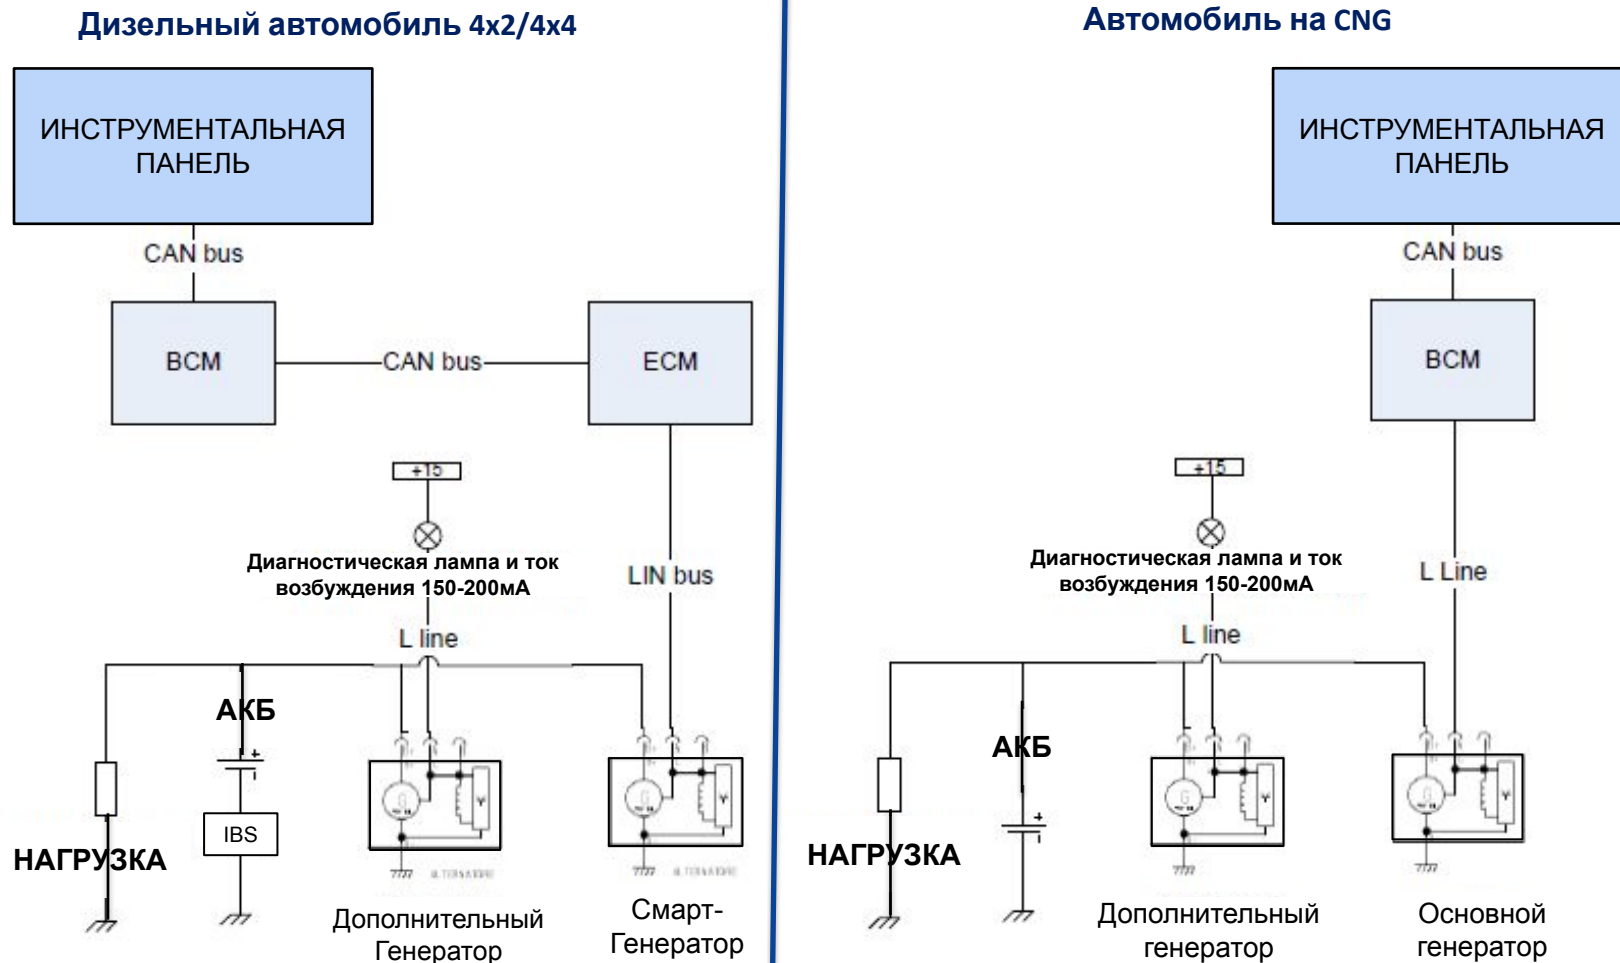 Дизельный автомобиль 4x2/4x4
ИНСТРУМЕНТАЛЬНАЯ
ПАНЕЛЬ
CAN bus
BCM
CAN bus
ECM
+15
Диагностическая лампа и ток
возбуждения 150-200мА
LIN bus
L line
АКБ
+
IBS
НАГРУЗКА
G
G
Дополнительный
Генератор
Смарт-
Генератор
Автомобиль на CNG
ИНСТРУМЕНТАЛЬНАЯ
ПАНЕЛЬ
CAN bus
BCM
+15
Диагностическая лампа и ток
возбуждения 150-200мА
L Line
L line
АКБ
+
НАГРУЗКА
G
G
Дополнительный
генератор
Основной
генератор